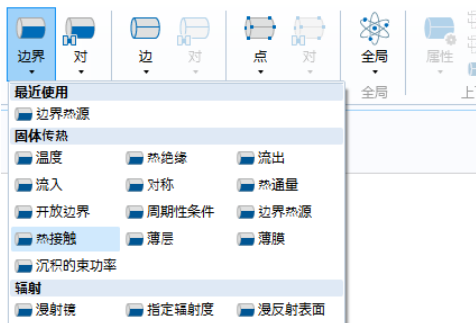 边界 对 边 对 点 对 全局 属性
全局 上
最近使用
边界热源
固体传热
温度 热绝缘 流出
流入 对称 热通量
开放边界 周期性条件 边界热源
热接触 薄层 薄膜
沉积的束功率
辐射
漫射镜 指定辐射度 漫反射表面